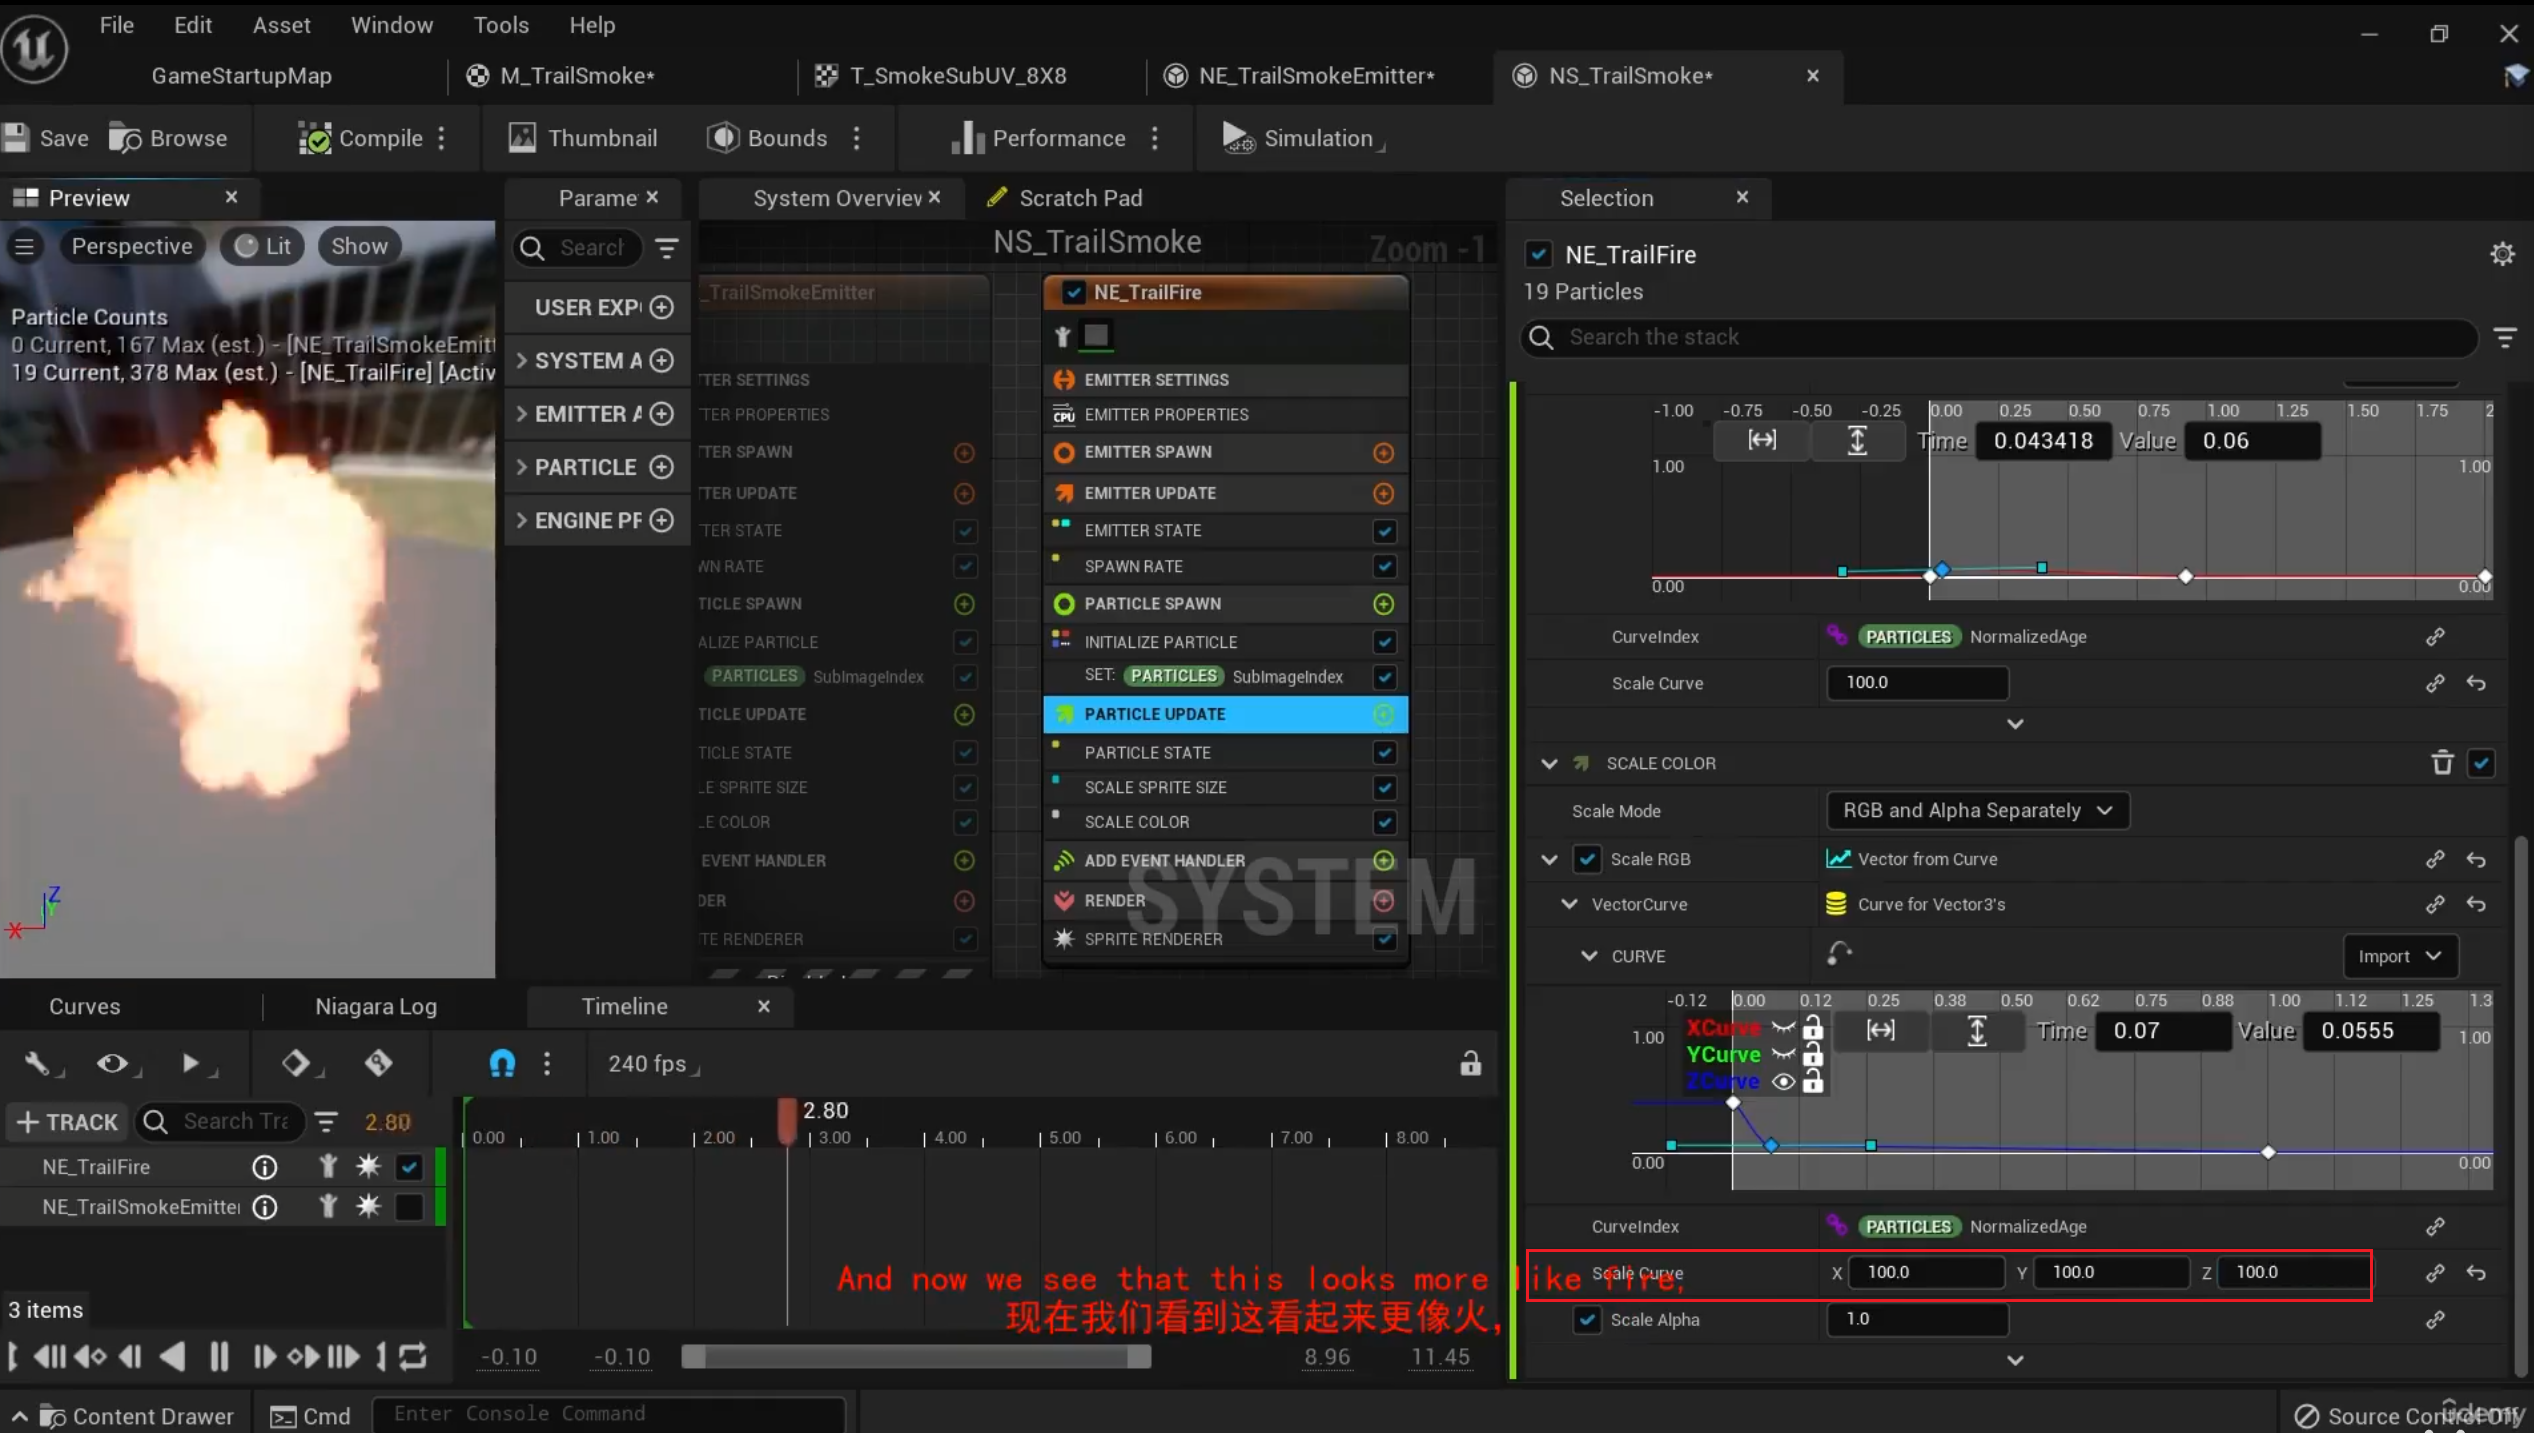 File Edit Asset Window Tools Help
GameStartupMap M_TrailSmoke* T_SmokeSubUV_8X8 NE_TrailSmokeEmitter* NS_TrailSmoke*
Save Browse Compile Thumbnail Bounds Performance Simulation
Preview
Perspective Lit Show
Particle Counts
0 Current, 167 Max (est.) - [NE_TrailSmokeEmitt
19 Current, 378 Max (est.) - [NE_TrailFire] [Activ
Z
Y
X
Parame
Search
USER EXP
SYSTEM A
EMITTER A
PARTICLE
ENGINE PR
System Overview Scratch Pad
NS_TrailSmoke
Zoom -1
_TrailSmokeEmitter
TTER SETTINGS
TTER PROPERTIES
TTER SPAWN
TTER UPDATE
TTER STATE
WN RATE
TICLE SPAWN
ALIZE PARTICLE
PARTICLES SubImageIndex
TICLE UPDATE
TICLE STATE
LE SPRITE SIZE
LE COLOR
EVENT HANDLER
DER
TE RENDERER
NE_TrailFire
EMITTER SETTINGS
CPU EMITTER PROPERTIES
EMITTER SPAWN
EMITTER UPDATE
EMITTER STATE
SPAWN RATE
PARTICLE SPAWN
INITIALIZE PARTICLE
SET: PARTICLES SubImageIndex
PARTICLE UPDATE
PARTICLE STATE
SCALE SPRITE SIZE
SCALE COLOR
ADD EVENT HANDLER
RENDER
SPRITE RENDERER
SYSTEM
Selection
NE_TrailFire
19 Particles
Search the stack
-1.00 -0.75 -0.50 -0.25 0.00 0.25 0.50 0.75 1.00 1.25 1.50 1.75 2
Time 0.043418 Value 0.06
1.00 1.00
0.00 0.00
CurveIndex PARTICLES NormalizedAge
Scale Curve 100.0
SCALE COLOR
Scale Mode RGB and Alpha Separately
Scale RGB Vector from Curve
VectorCurve Curve for Vector3's
CURVE Import
-0.12 0.00 0.12 0.25 0.38 0.50 0.62 0.75 0.88 1.00 1.12 1.25 1.3
XCurve
YCurve
ZCurve
Time 0.07 Value 0.0555
1.00 1.00
0.00 0.00
CurveIndex PARTICLES NormalizedAge
Scale Curve X 100.0 Y 100.0 Z 100.0
Scale Alpha 1.0
Curves Niagara Log Timeline
240 fps
TRACK Search Tra 2.80
2.80
0.00 1.00 2.00 3.00 4.00 5.00 6.00 7.00 8.00
NE_TrailFire
NE_TrailSmokeEmitter
3 items
-0.10 -0.10 8.96 11.45
And now we see that this looks more like fire,
现在我们看到这看起来更像火，
Content Drawer Cmd Enter Console Command Source Control Off
ûdemy